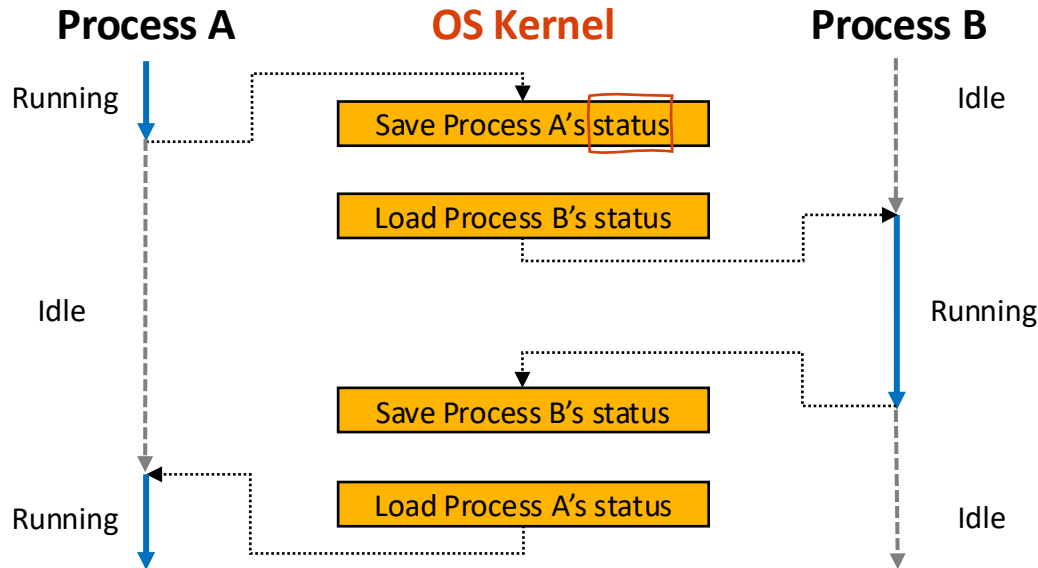 Process A
OS Kernel
Process B
Running
Idle
Save Process A's status
Load Process B's status
Idle
Running
Save Process B's status
Load Process A's status
Running
Idle